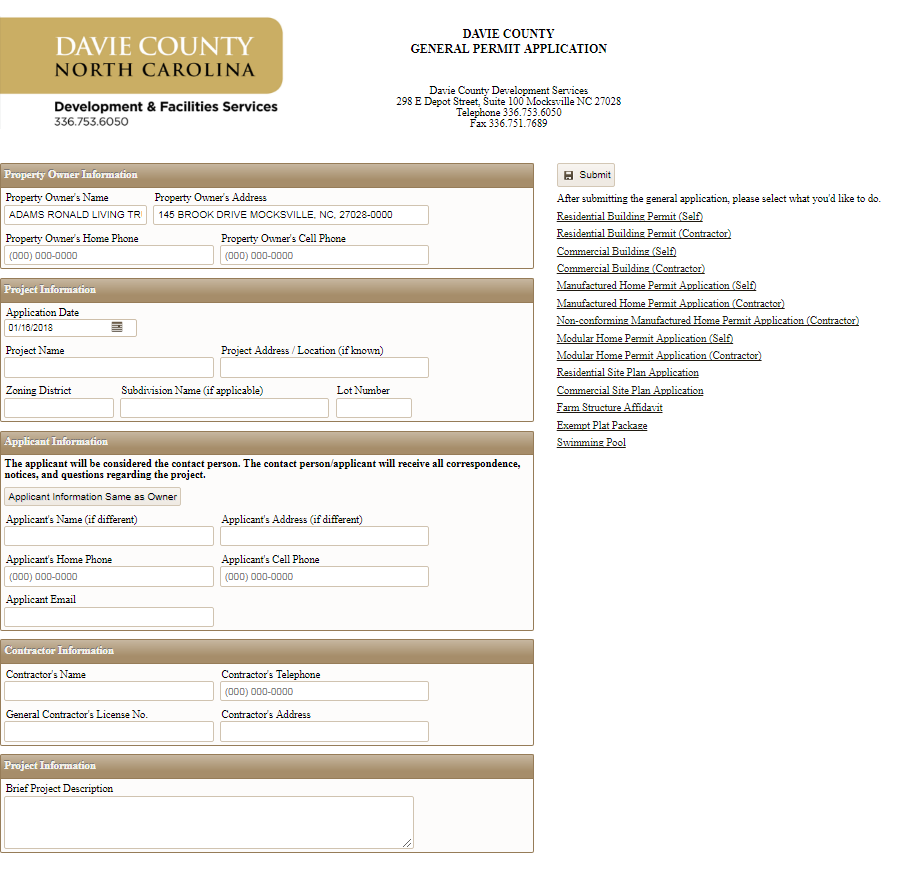 DAVIE COUNTY
NORTH CAROLINA
Development & Facilities Services
336.753.6050
DAVIE COUNTY
GENERAL PERMIT APPLICATION
Davie County Development Services
298 E Depot Street, Suite 100 Mocksville NC 27028
Telephone 336.753.6050
Fax 336.751.7689
Property Owner Information
Property Owner's Name Property Owner's Address
ADAMS RONALD LIVING TR 145 BROOK DRIVE MOCKSVILLE, NC, 27028-0000
Property Owner's Home Phone Property Owner's Cell Phone
(000) 000-0000 (000) 000-0000
Project Information
Application Date
01/16/2018
Project Name Project Address / Location (if known)
Zoning District Subdivision Name (if applicable) Lot Number
Applicant Information
The applicant will be considered the contact person. The contact person/applicant will receive all correspondence,
notices, and questions regarding the project.
Applicant Information Same as Owner
Applicant's Name (if different) Applicant's Address (if different)
Applicant's Home Phone Applicant's Cell Phone
(000) 000-0000 (000) 000-0000
Applicant Email
Contractor Information
Contractor's Name Contractor's Telephone
(000) 000-0000
General Contractor's License No. Contractor's Address
Project Information
Brief Project Description
Submit
After submitting the general application, please select what you'd like to do.
Residential Building Permit (Self)
Residential Building Permit (Contractor)
Commercial Building (Self)
Commercial Building (Contractor)
Manufactured Home Permit Application (Self)
Manufactured Home Permit Application (Contractor)
Non-conforming Manufactured Home Permit Application (Contractor)
Modular Home Permit Application (Self)
Modular Home Permit Application (Contractor)
Residential Site Plan Application
Commercial Site Plan Application
Farm Structure Affidavit
Exempt Plat Package
Swimming Pool